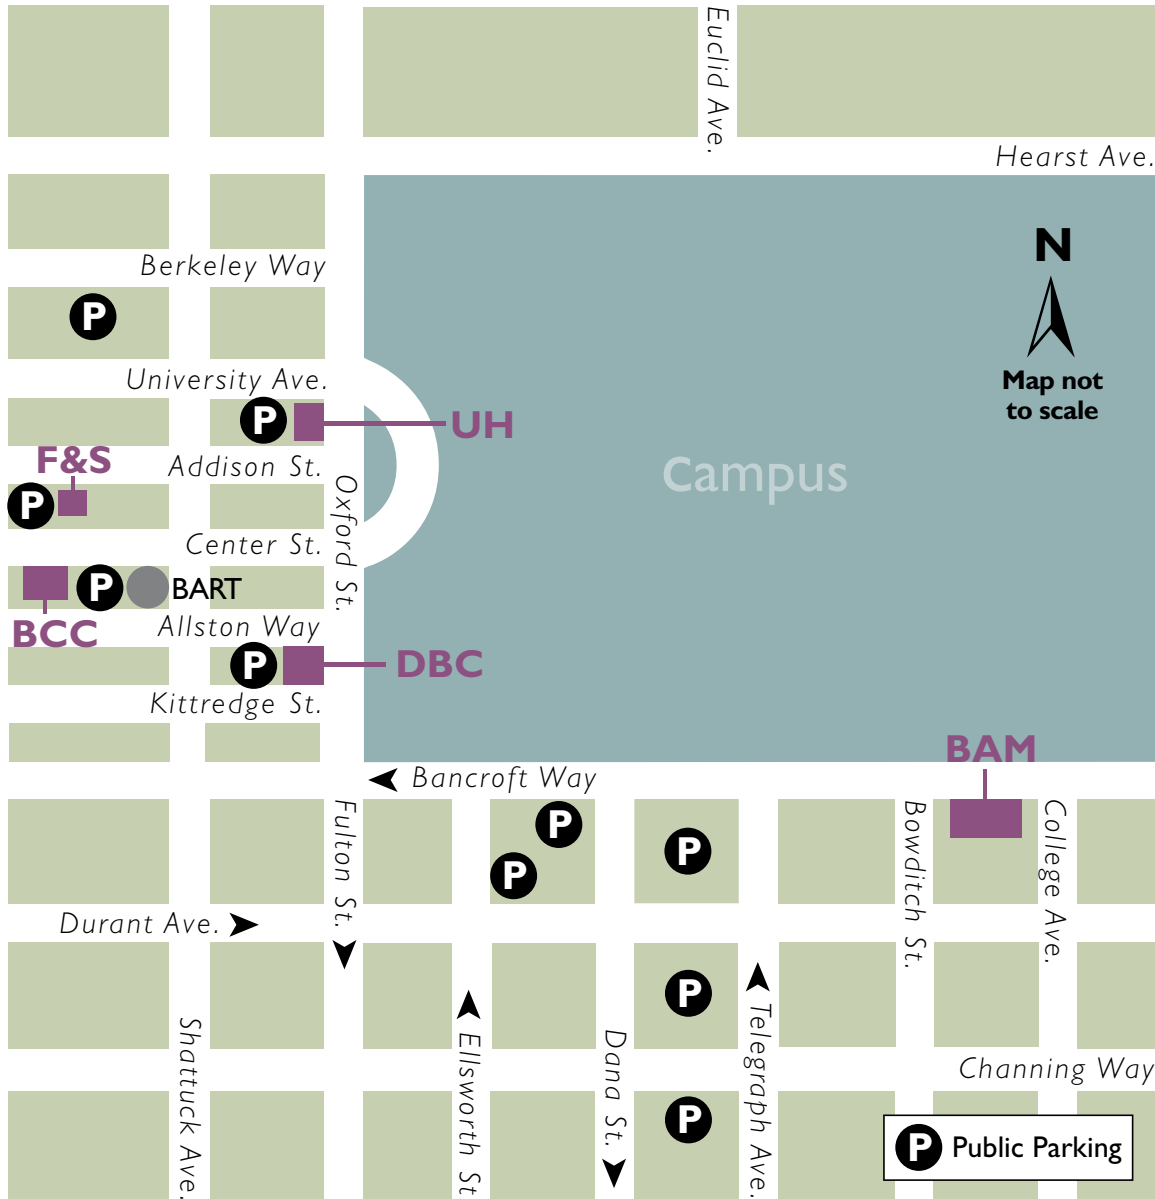 Euclid Ave.
Hearst Ave.
N
Map not
to scale
Berkeley Way
P
University Ave.
P
UH
F&S
Addison St.
Campus
P
Oxford St.
Center St.
P
BART
BCC
Allston Way
P
DBC
Kittredge St.
BAM
Bancroft Way
Fulton St.
P
P
P
Bowditch St.
College Ave.
Durant Ave.
P
Shattuck Ave.
Ellsworth St
Dana St.
Telegraph Ave.
Channing Way
P
P Public Parking